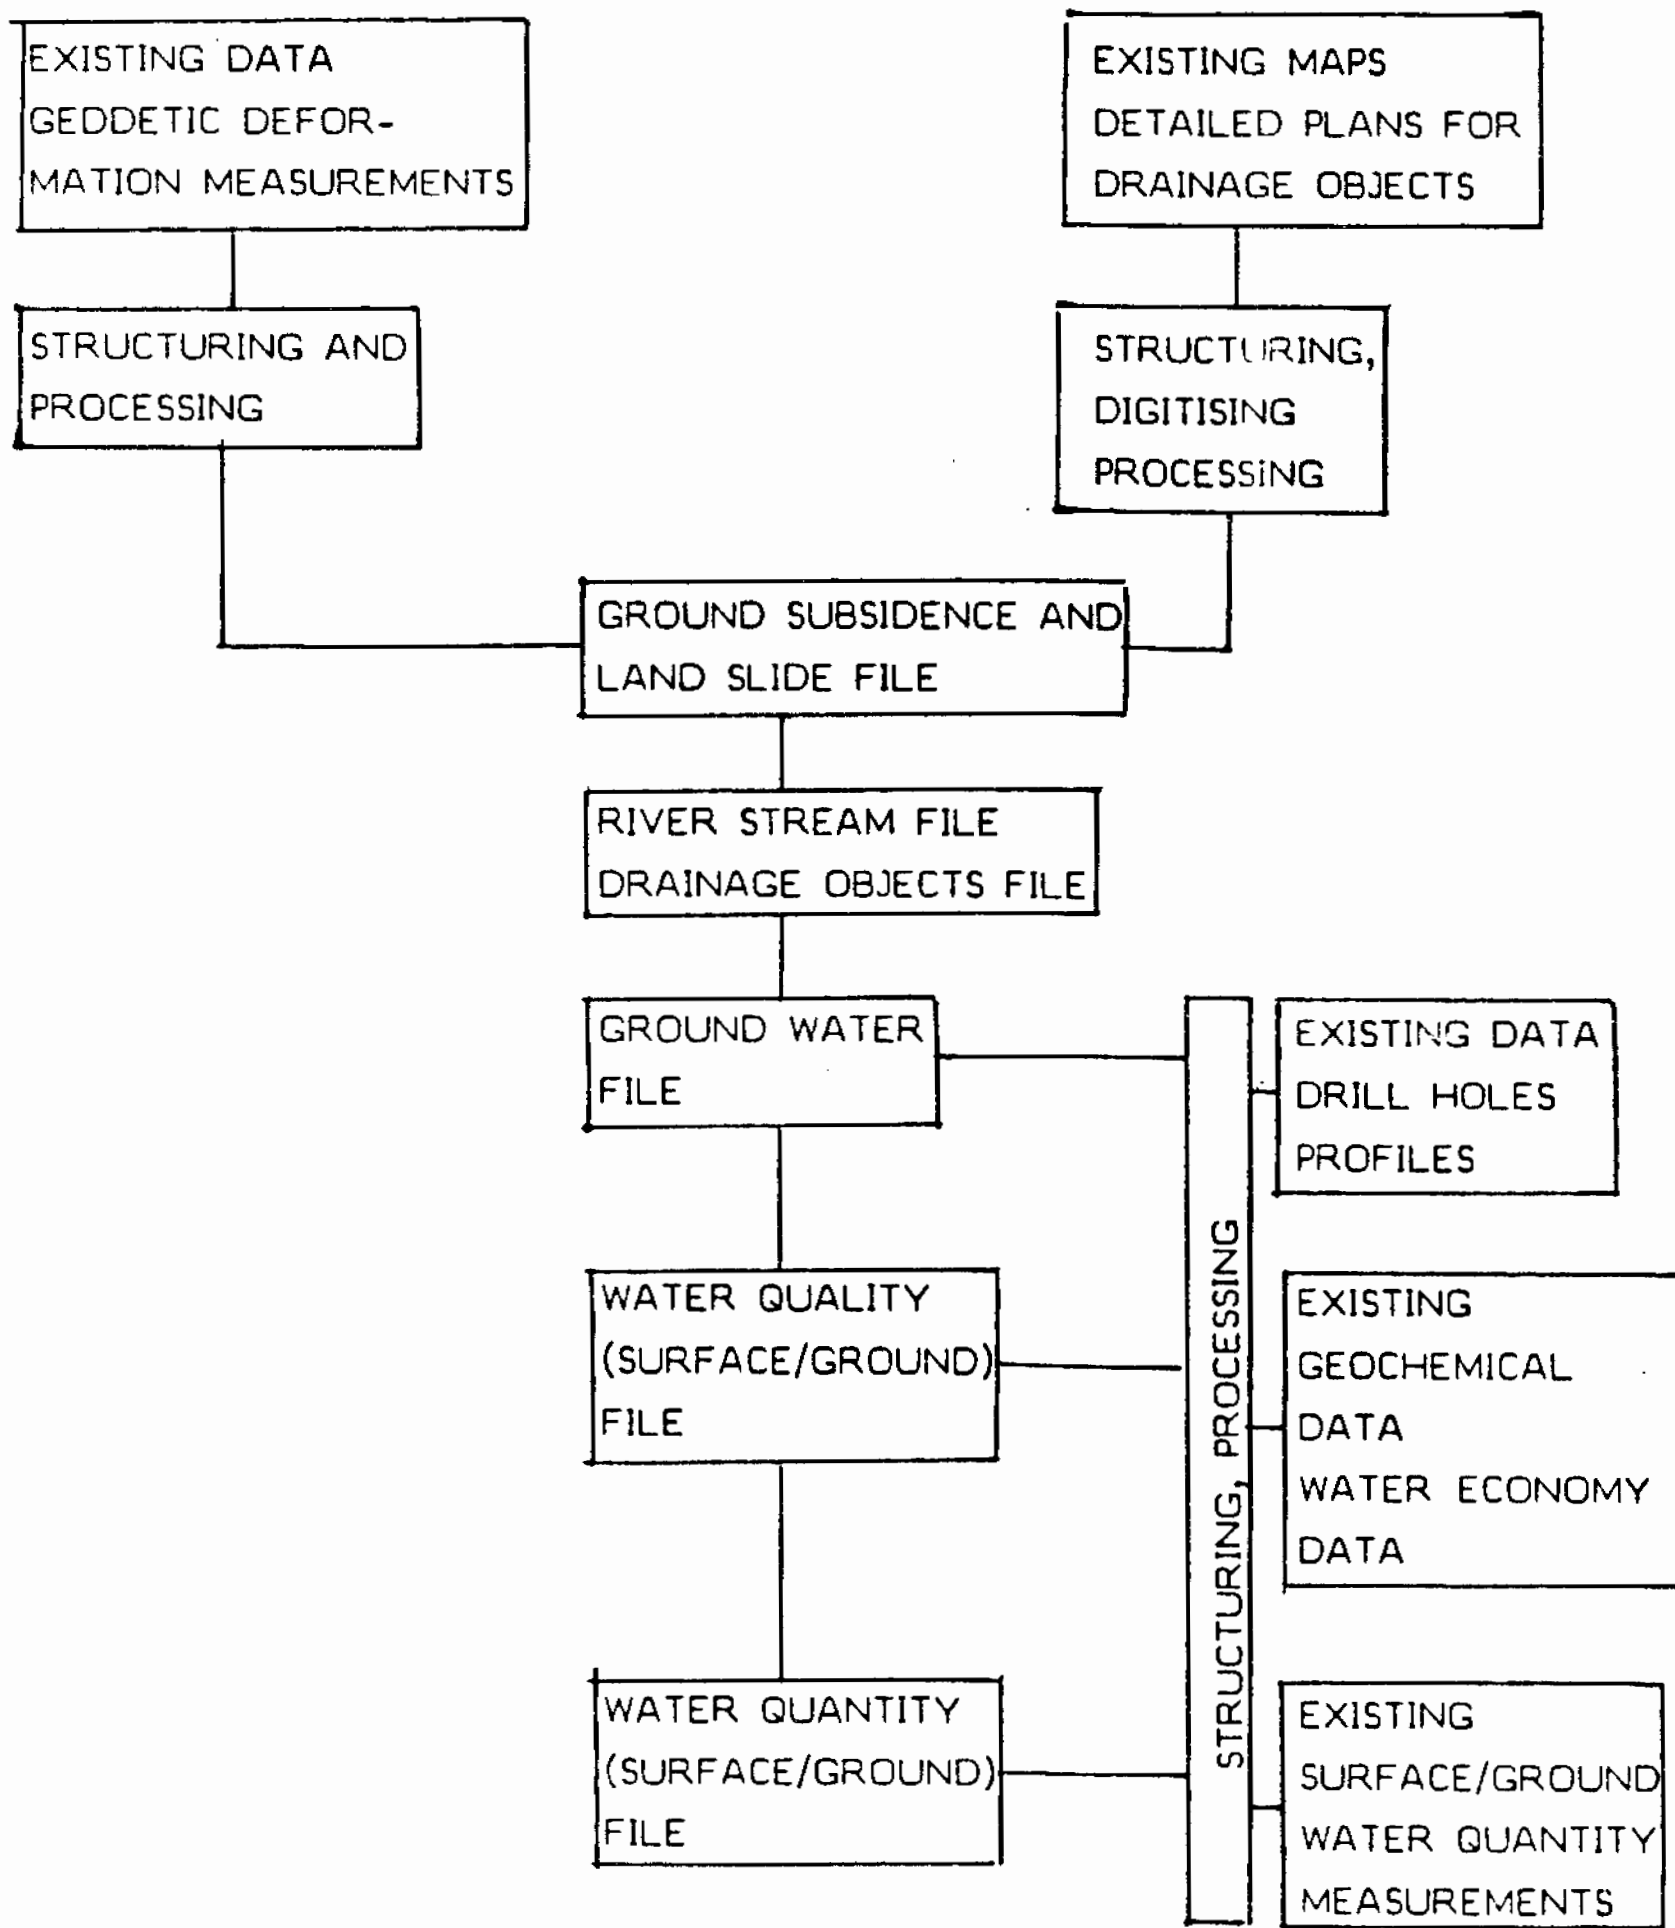 EXISTING DATA
GEDDETIC DEFOR-
MATION MEASUREMENTS
EXISTING MAPS
DETAILED PLANS FOR
DRAINAGE OBJECTS
STRUCTURING AND
PROCESSING
STRUCTURING,
DIGITISING
PROCESSING
GROUND SUBSIDENCE AND
LAND SLIDE FILE
RIVER STREAM FILE
DRAINAGE OBJECTS FILE
GROUND WATER
FILE
STRUCTURING, PROCESSING
EXISTING DATA
DRILL HOLES
PROFILES
WATER QUALITY
(SURFACE/GROUND)
FILE
EXISTING
GEOCHEMICAL
DATA
WATER ECONOMY
DATA
WATER QUANTITY
(SURFACE/GROUND)
FILE
EXISTING
SURFACE/GROUND
WATER QUANTITY
MEASUREMENTS